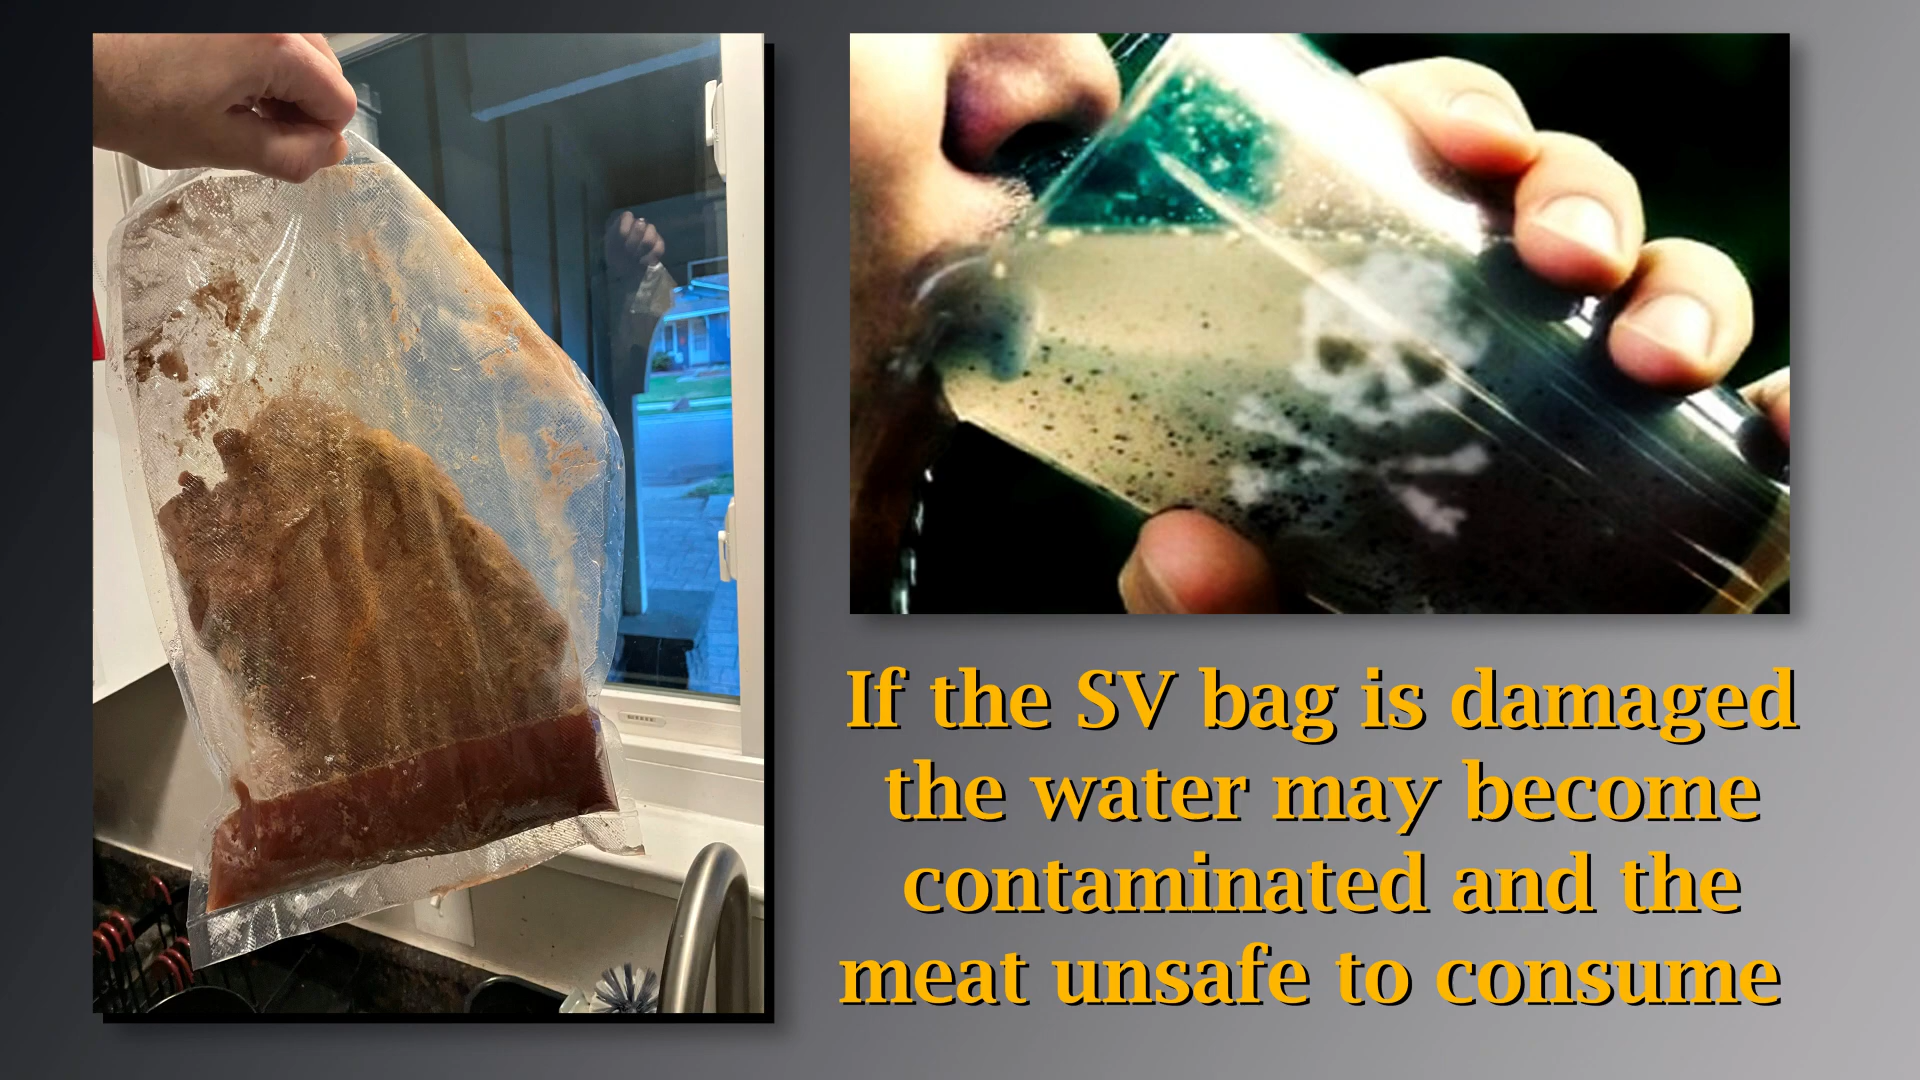 If the SV bag is damaged
the water may become
contaminated and the
meat unsafe to consume